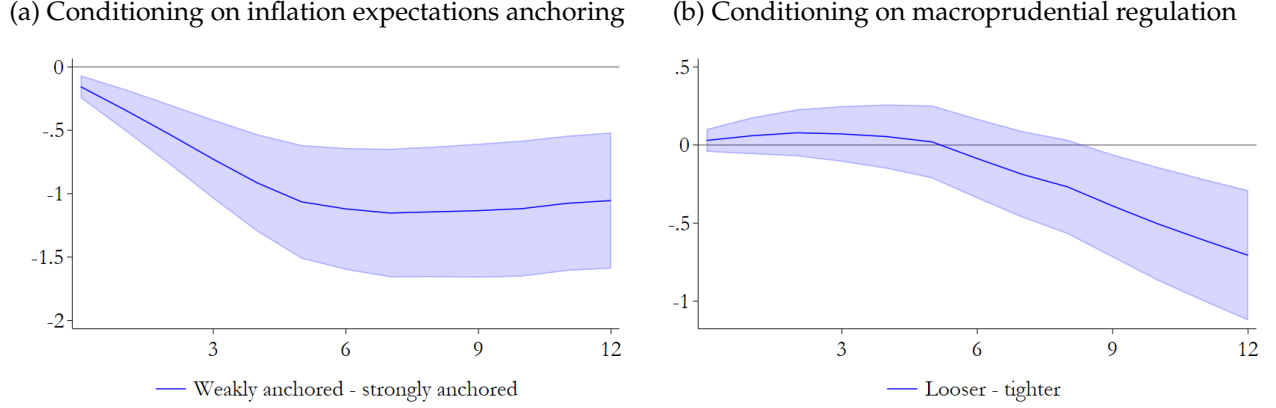 (a) Conditioning on inflation expectations anchoring
0
-.5
-1
-1.5
-2
3 6 9 12
Weakly anchored - strongly anchored
(b) Conditioning on macroprudential regulation
.5
0
-.5
-1
3 6 9 12
Looser - tighter